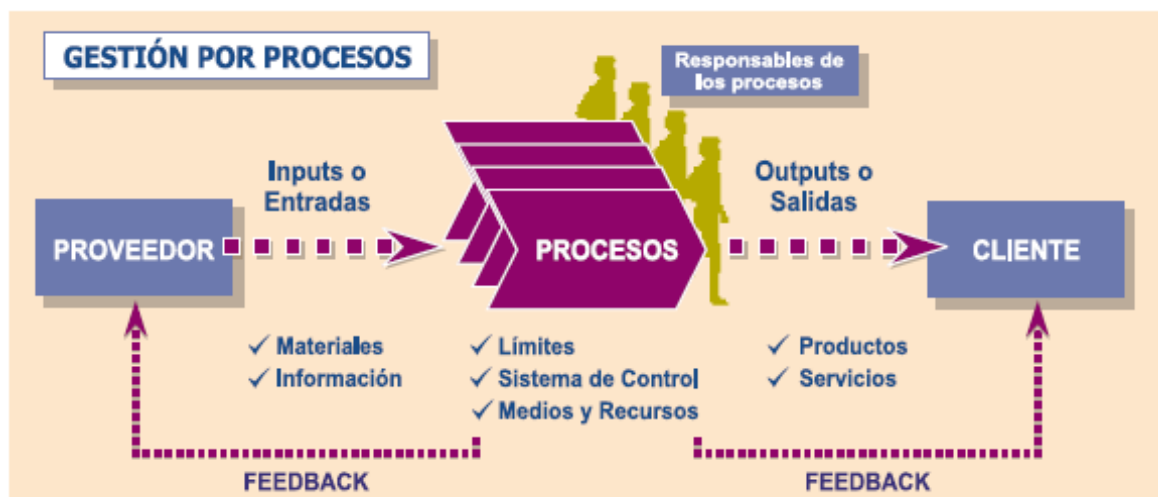 GESTIÓN POR PROCESOS
Responsables de
los procesos
Inputs o
Entradas
Outputs o
Salidas
PROVEEDOR
PROCESOS
CLIENTE
✓ Materiales
✓ Información
✓ Límites
✓ Sistema de Control
✓ Medios y Recursos
✓ Productos
✓ Servicios
FEEDBACK
FEEDBACK